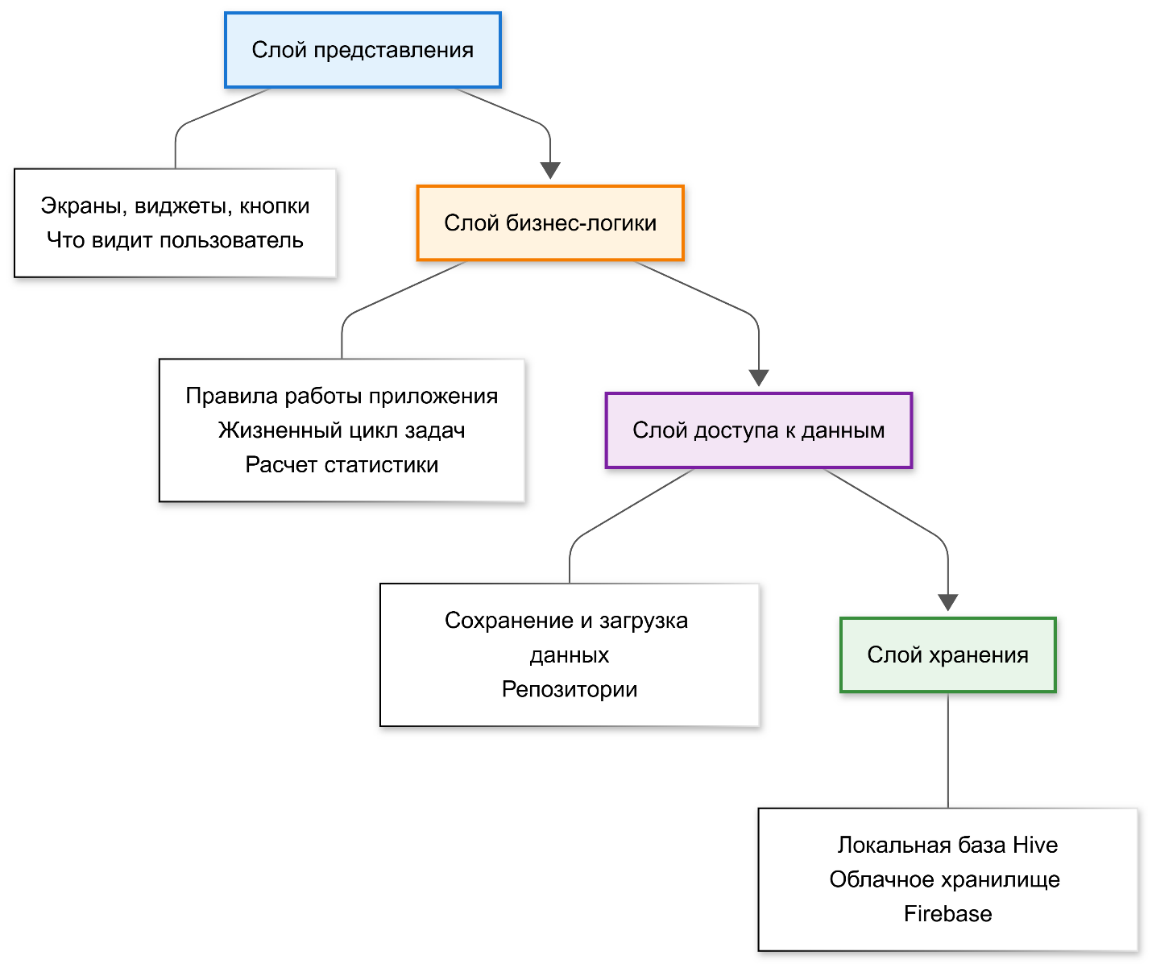 Слой представления
Экраны, виджеты, кнопки
Что видит пользователь
Слой бизнес-логики
Правила работы приложения
Жизненный цикл задач
Расчет статистики
Слой доступа к данным
Сохранение и загрузка
данных
Репозитории
Слой хранения
Локальная база Hive
Облачное хранилище
Firebase